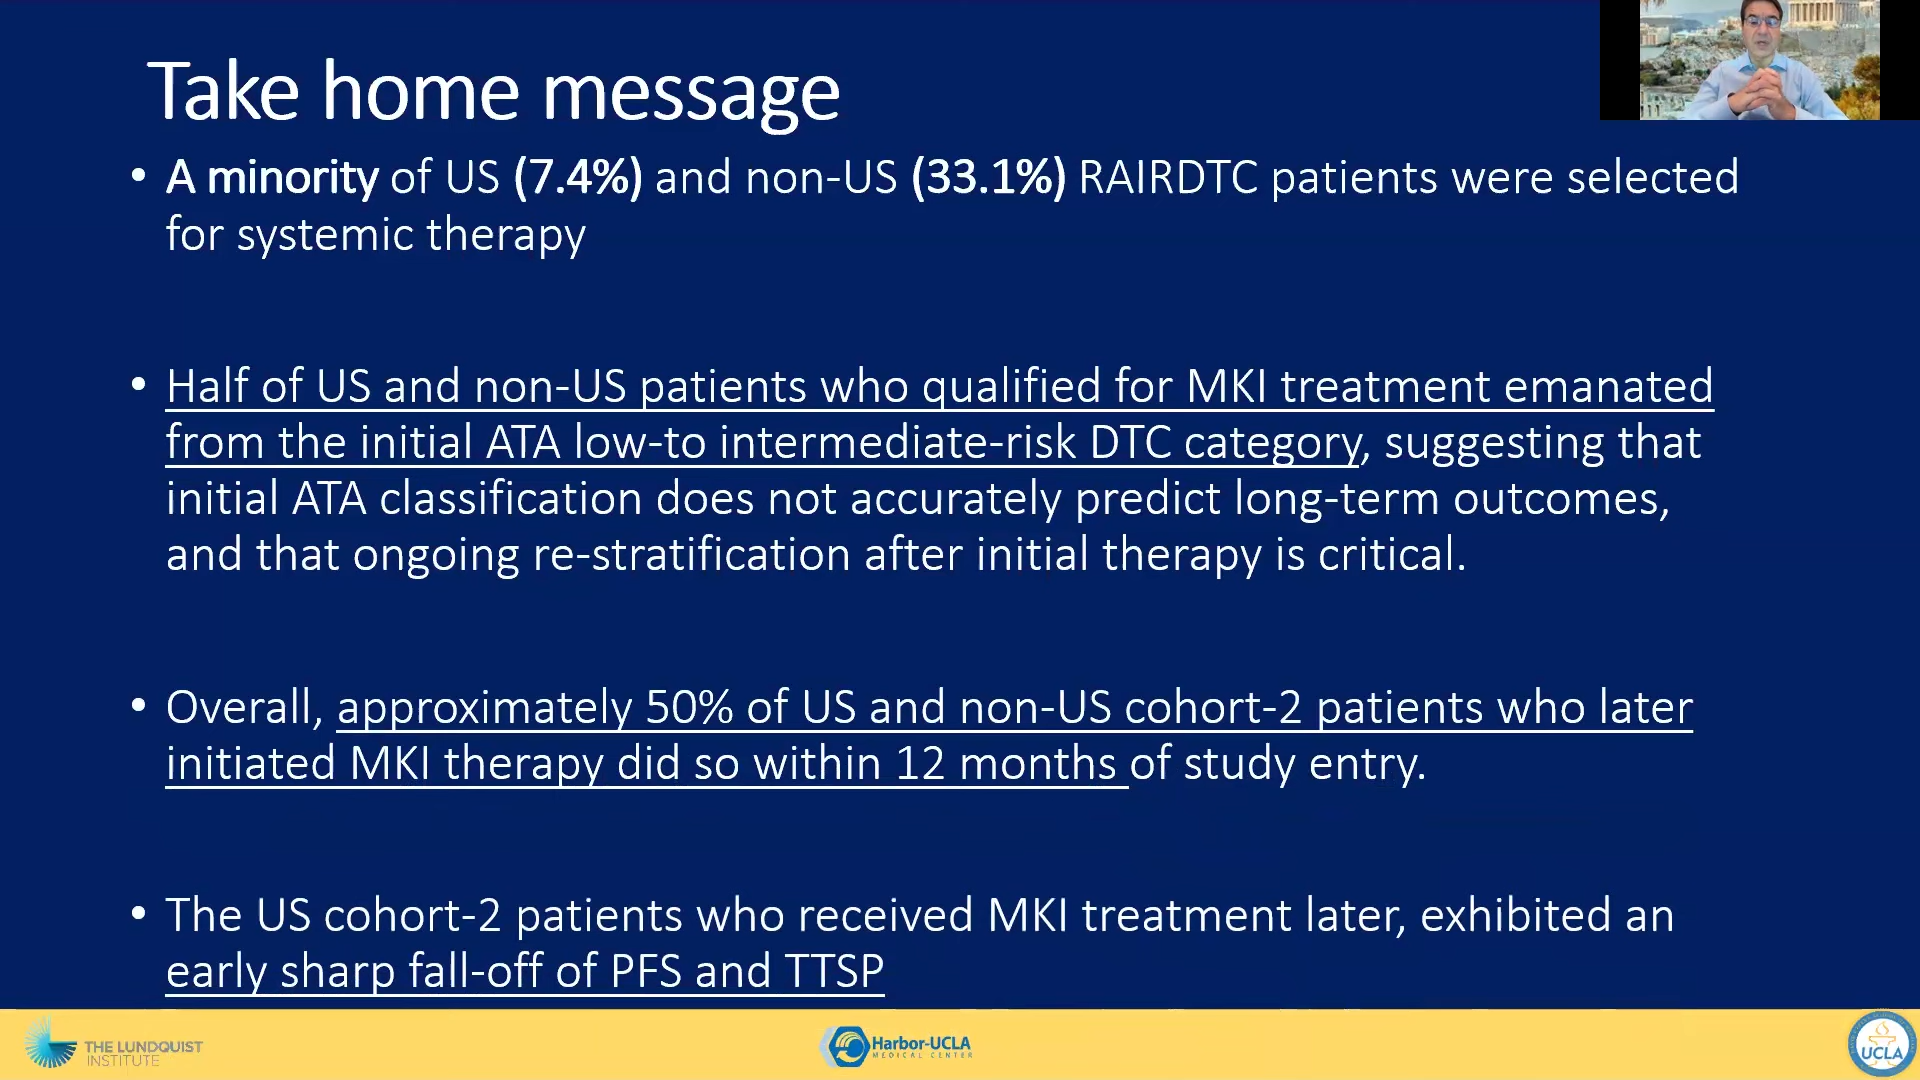 Take home message
• A minority of US (7.4%) and non-US (33.1%) RAIRDTC patients were selected
for systemic therapy
• Half of US and non-US patients who qualified for MKI treatment emanated
from the initial ATA low-to intermediate-risk DTC category, suggesting that
initial ATA classification does not accurately predict long-term outcomes,
and that ongoing re-stratification after initial therapy is critical.
• Overall, approximately 50% of US and non-US cohort-2 patients who later
initiated MKI therapy did so within 12 months of study entry.
• The US cohort-2 patients who received MKI treatment later, exhibited an
early sharp fall-off of PFS and TTSP
THE LUNDQUIST
INSTITUTE
Harbor-UCLA
MEDICAL CENTER
UCLA